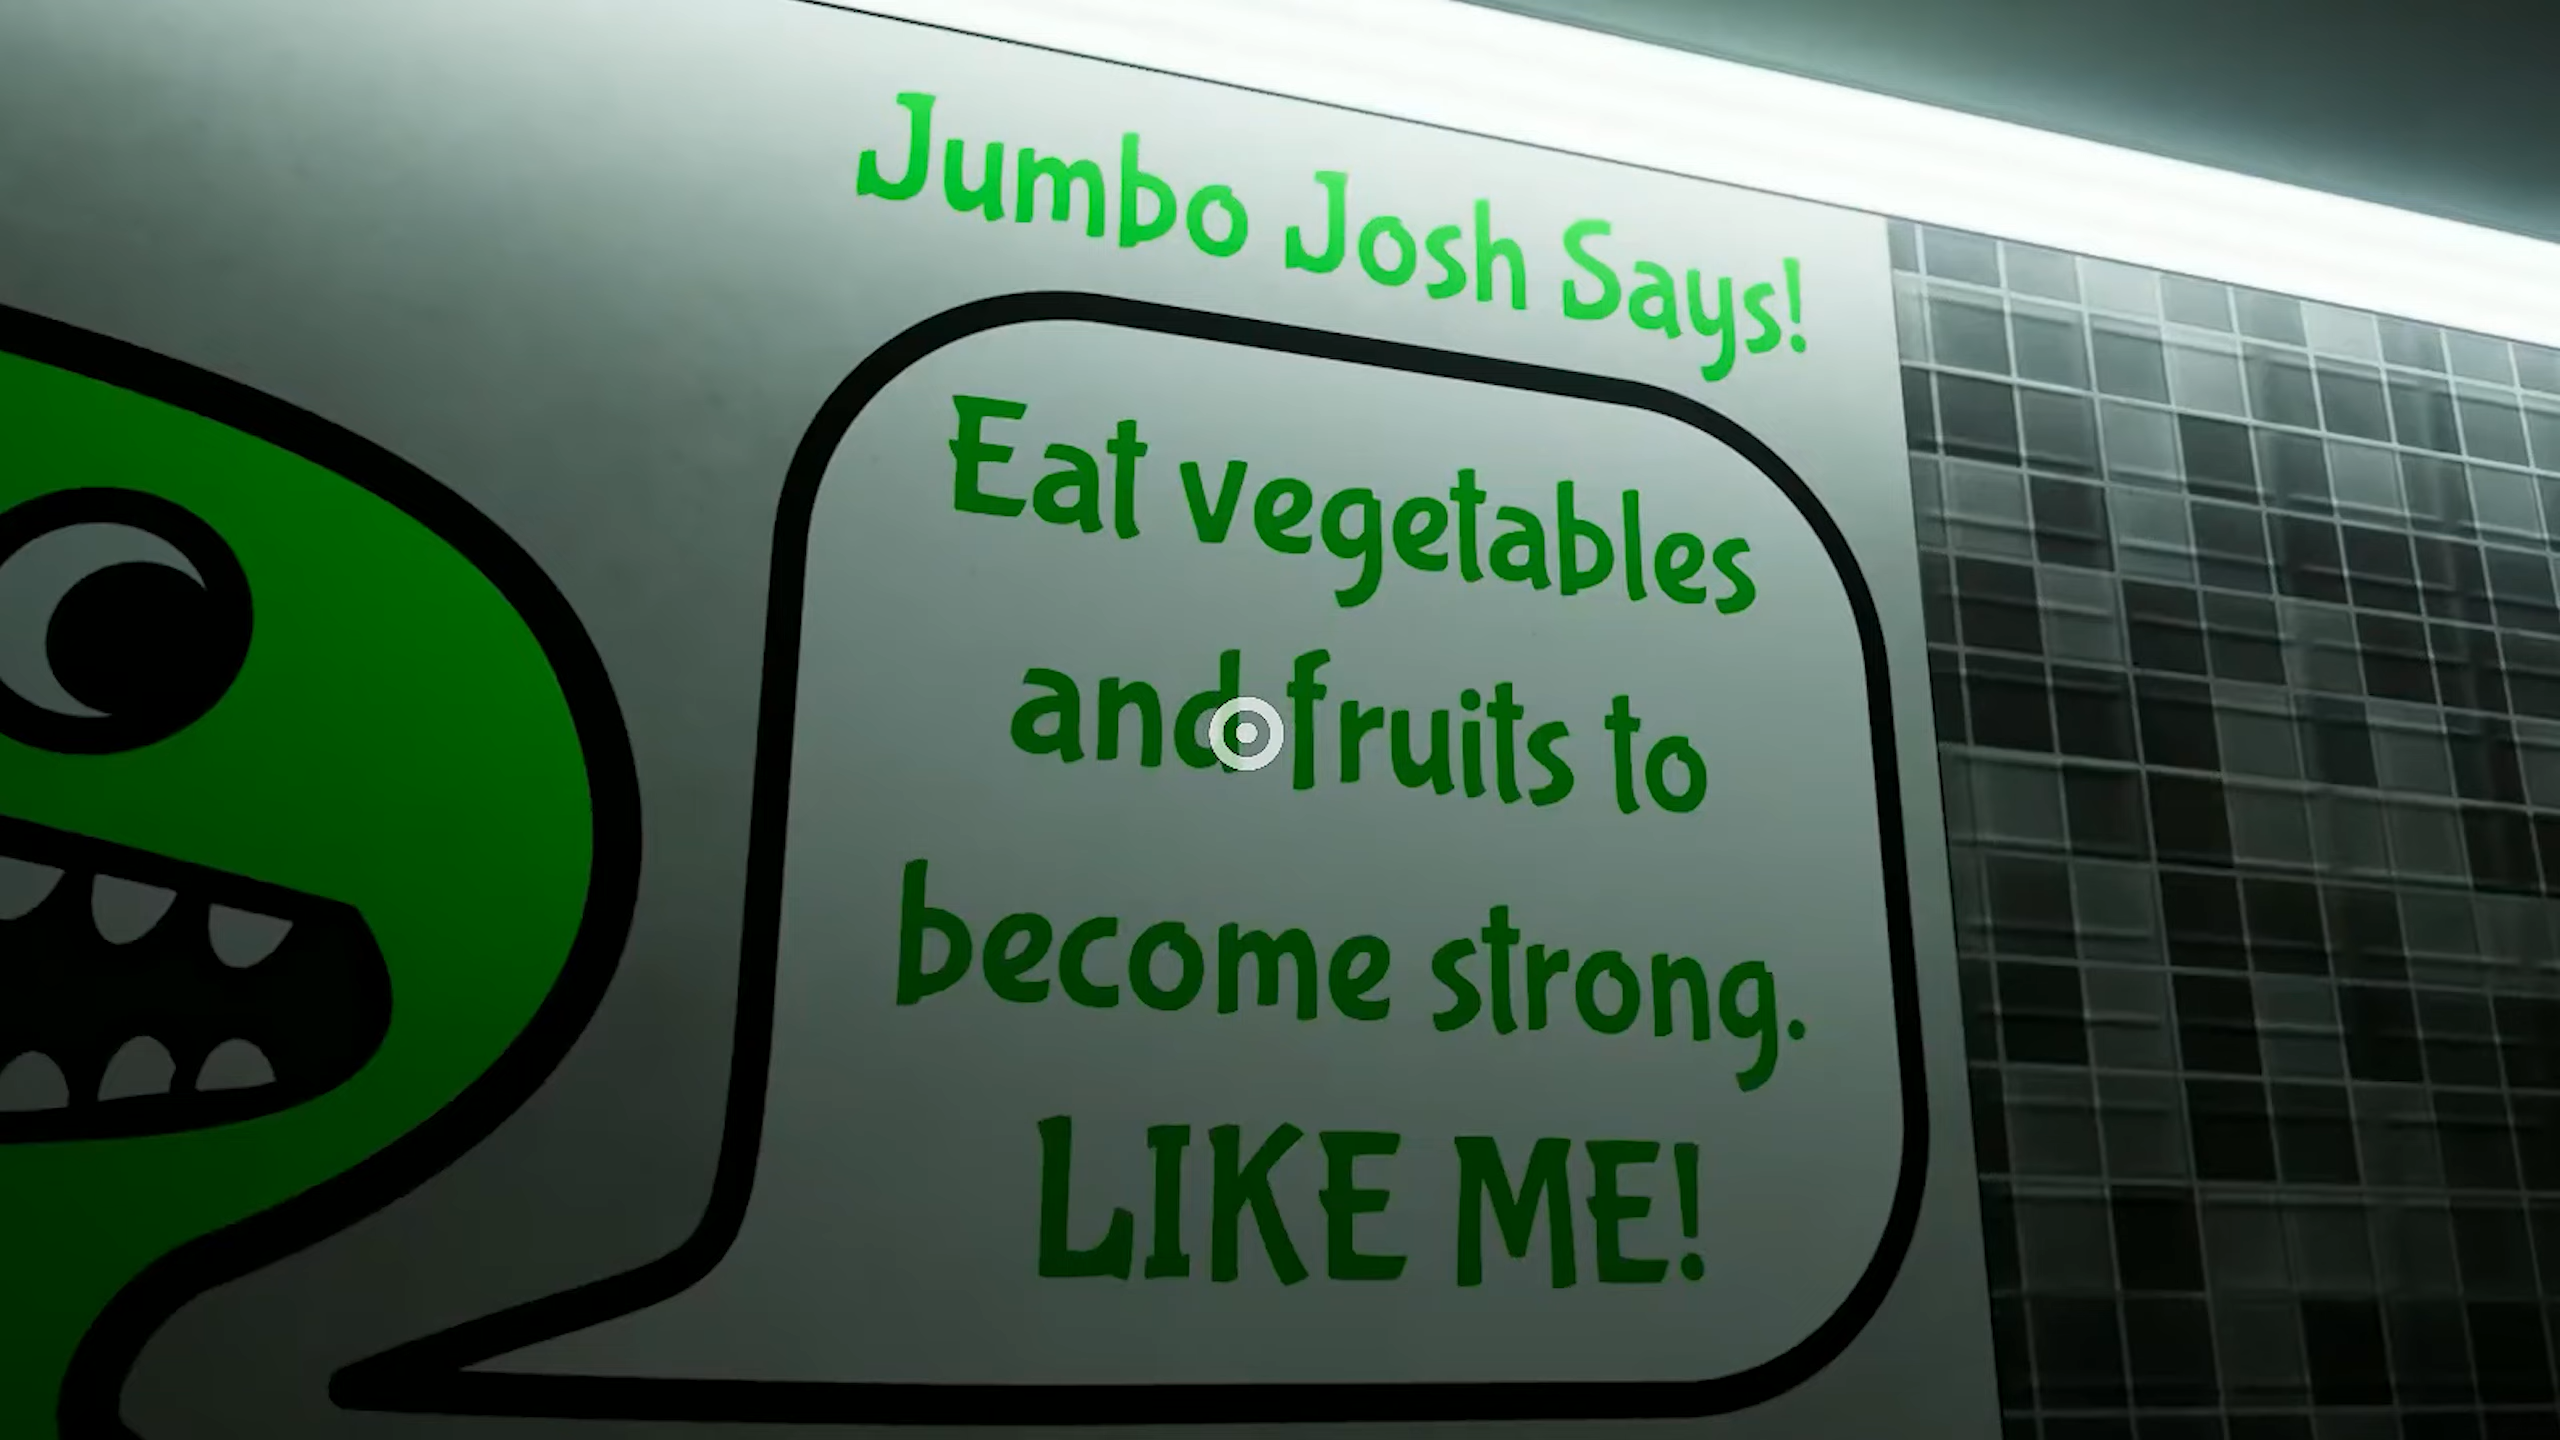 Jumbo Josh Says!
Eat vegetables
and fruits to
become strong.
LIKE ME!